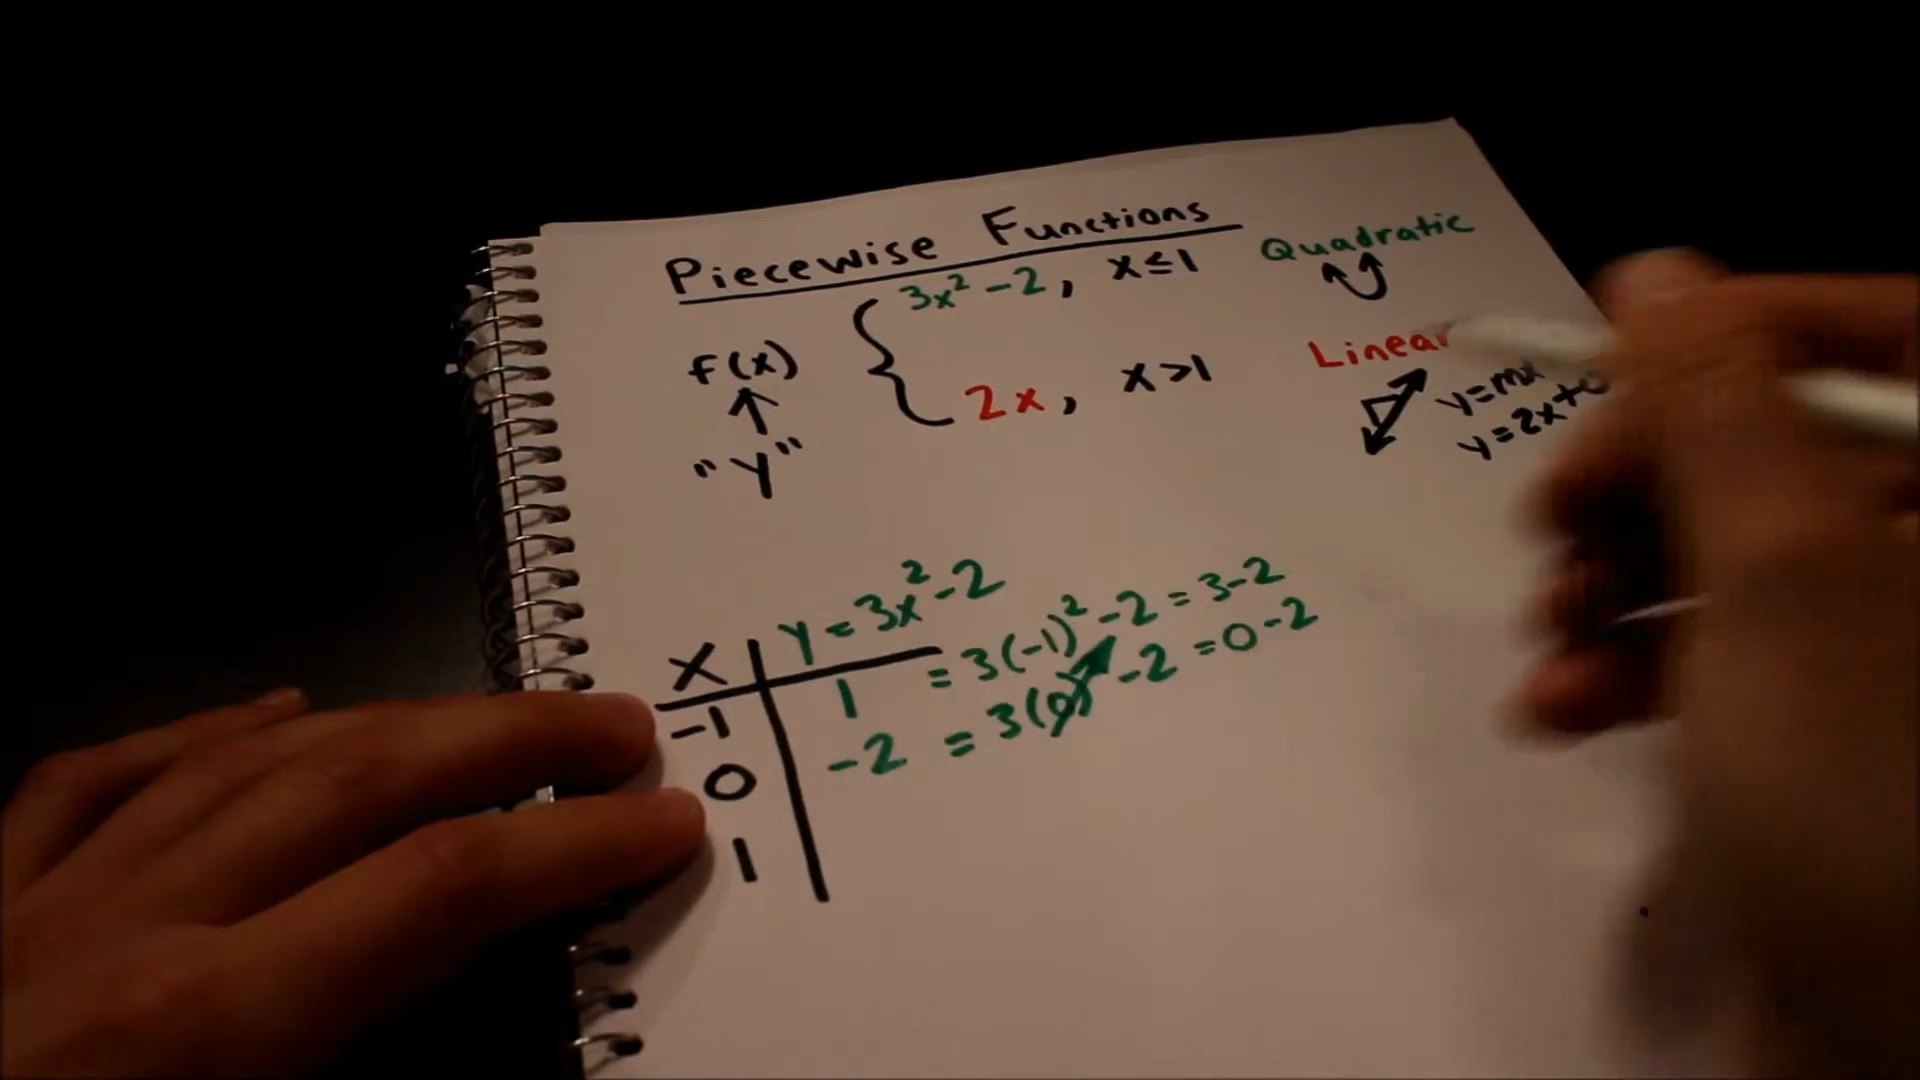 Piecewise Functions
3x² - 2, x ≤ 1 Quadratic
f(x) {
2x, x > 1 Linear
"Y"
y = mx
y = 2x +
X | Y = 3x² - 2
-1 | 1 = 3(-1)² - 2 = 3 - 2
0 | -2 = 3(0)² - 2 = 0 - 2
1